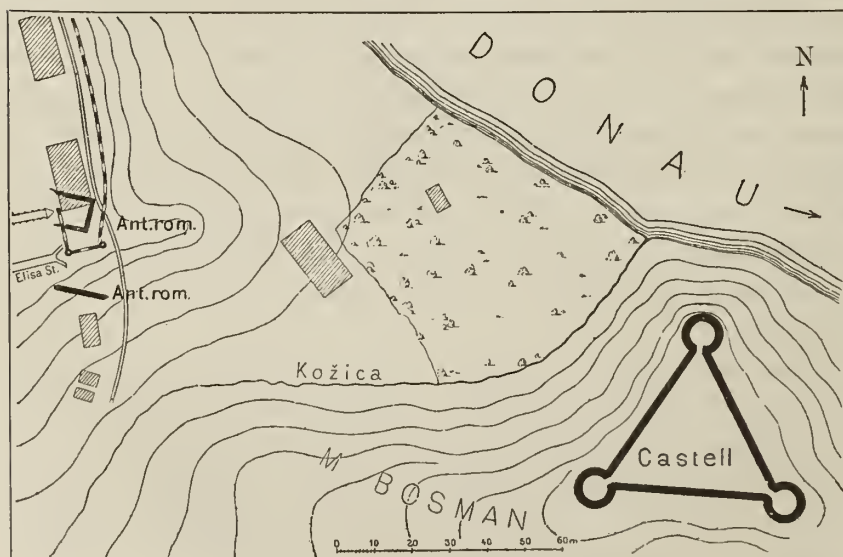 DONAU
N
Ant.rom.
Elisa St.
Ant.rom.
Kožica
Castell
M BOSMAN
0 10 20 30 40 50 60m